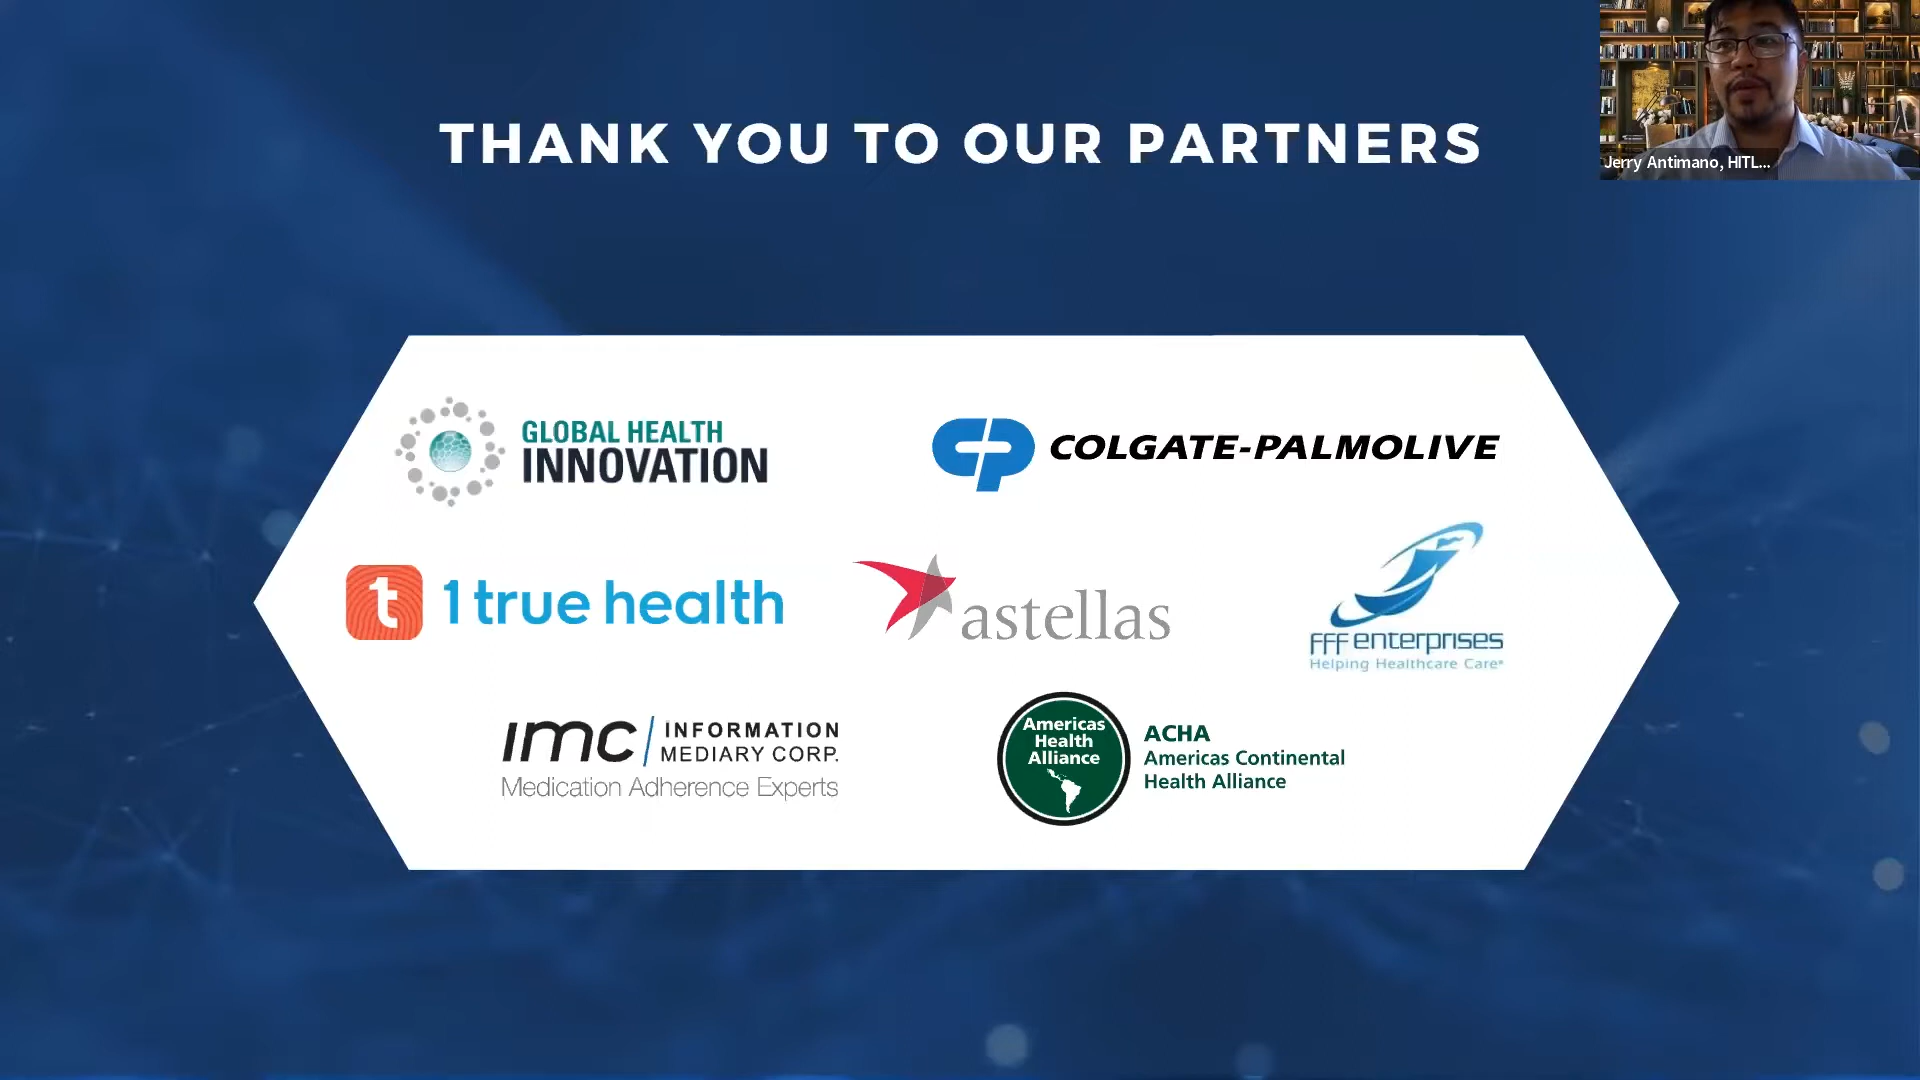 THANK YOU TO OUR PARTNERS
Jerry Antimano, HITL...
GLOBAL HEALTH
INNOVATION
COLGATE-PALMOLIVE
t
1 true health
astellas
FFF enterprises
Helping Healthcare Care®
imc
INFORMATION
MEDIARY CORP.
Medication Adherence Experts
Americas
Health
Alliance
ACHA
Americas Continental
Health Alliance